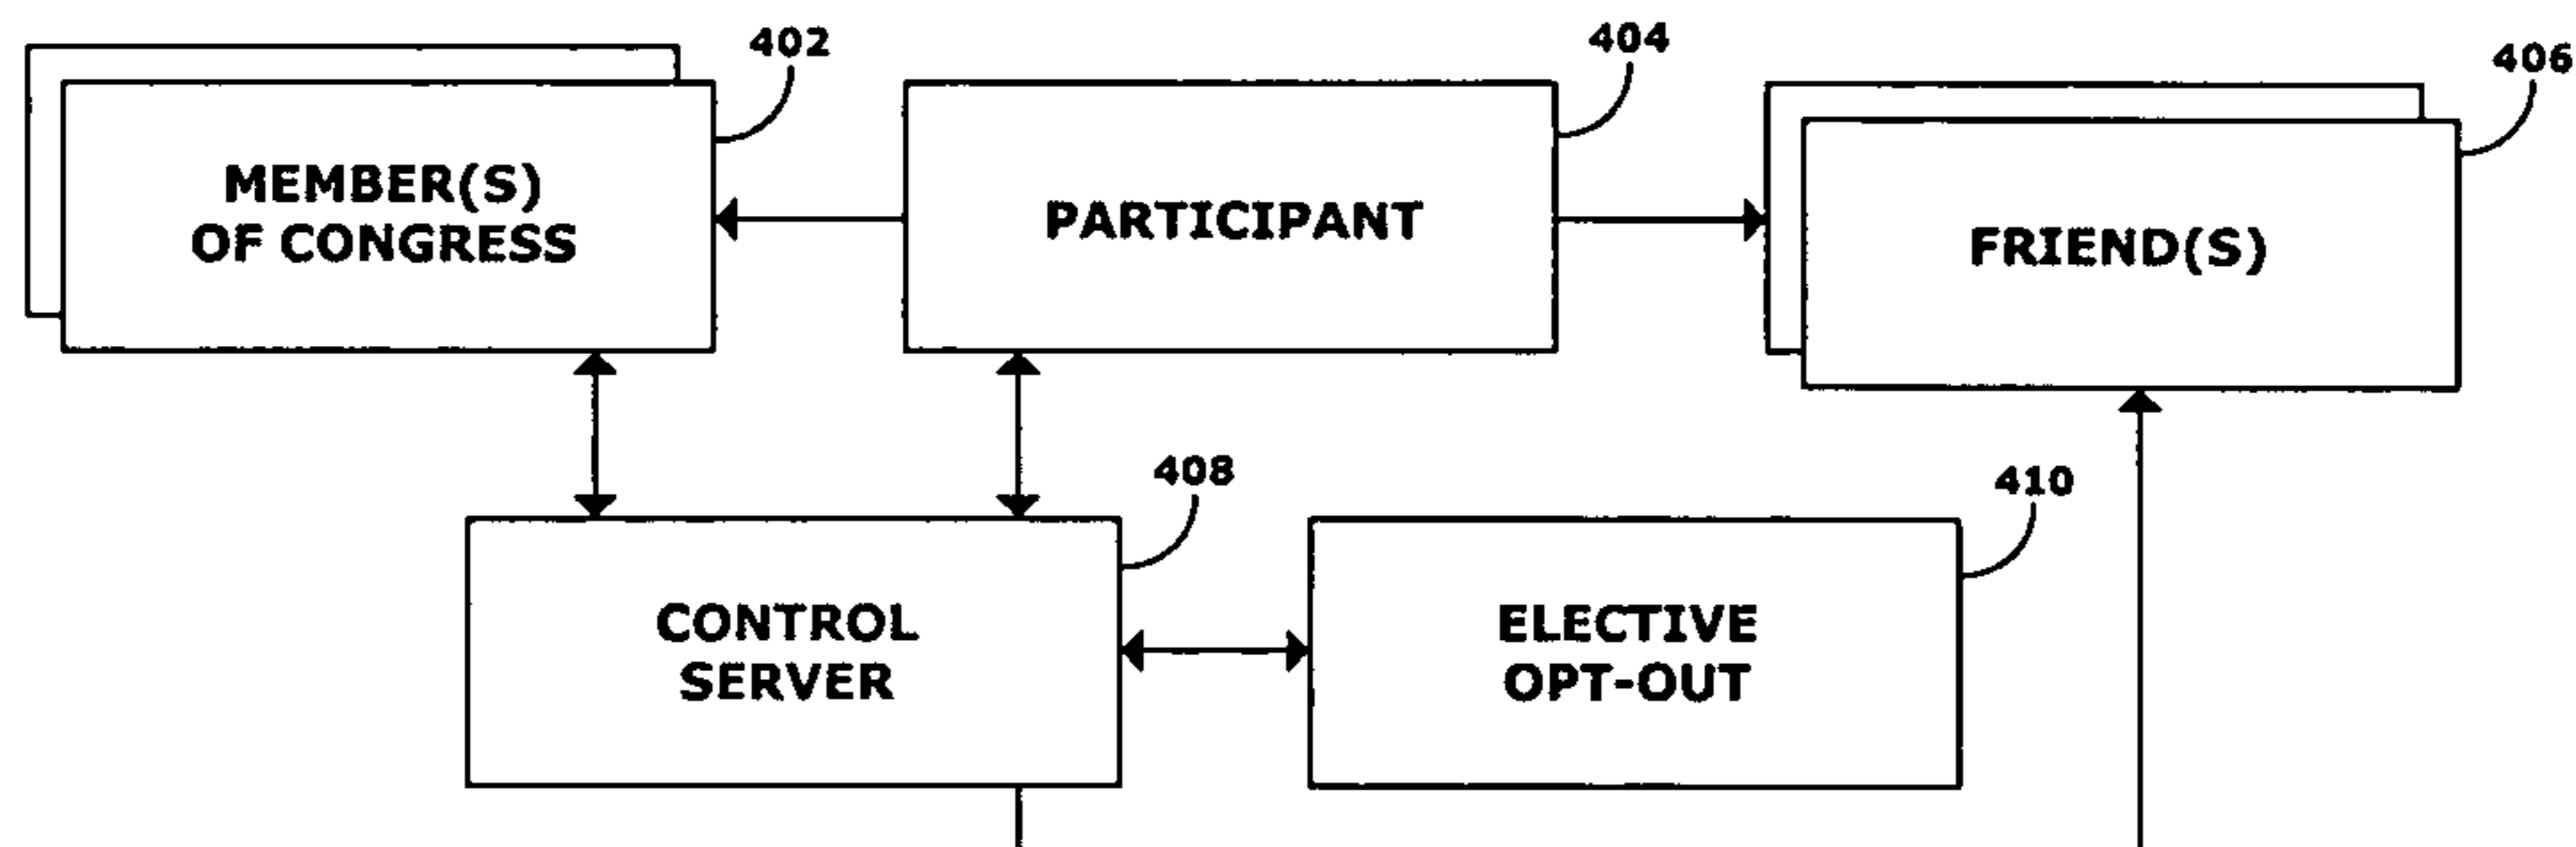 402
404
406
MEMBER(S)
OF CONGRESS
PARTICIPANT
FRIEND(S)
408
410
CONTROL
SERVER
ELECTIVE
OPT-OUT